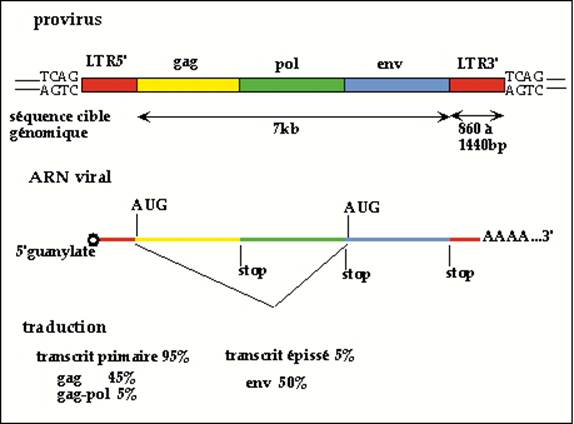 provirus
LTR5' gag pol env LTR3'
TCAG TCAG
AGTC AGTC
séquence cible
génomique
7kb
860 à
1440bp
ARN viral
AUG AUG
5'guanylate
AAAA...3'
stop stop stop
traduction
transcrit primaire 95% transcrit épissé 5%
gag 45% env 50%
gag-pol 5%